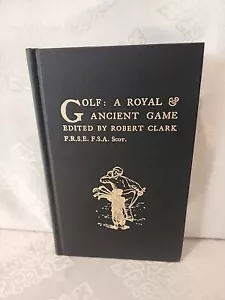 GOLF: A ROYAL &
ANCIENT GAME
EDITED BY ROBERT CLARK
F.R.S.E. F.S.A. Scot.